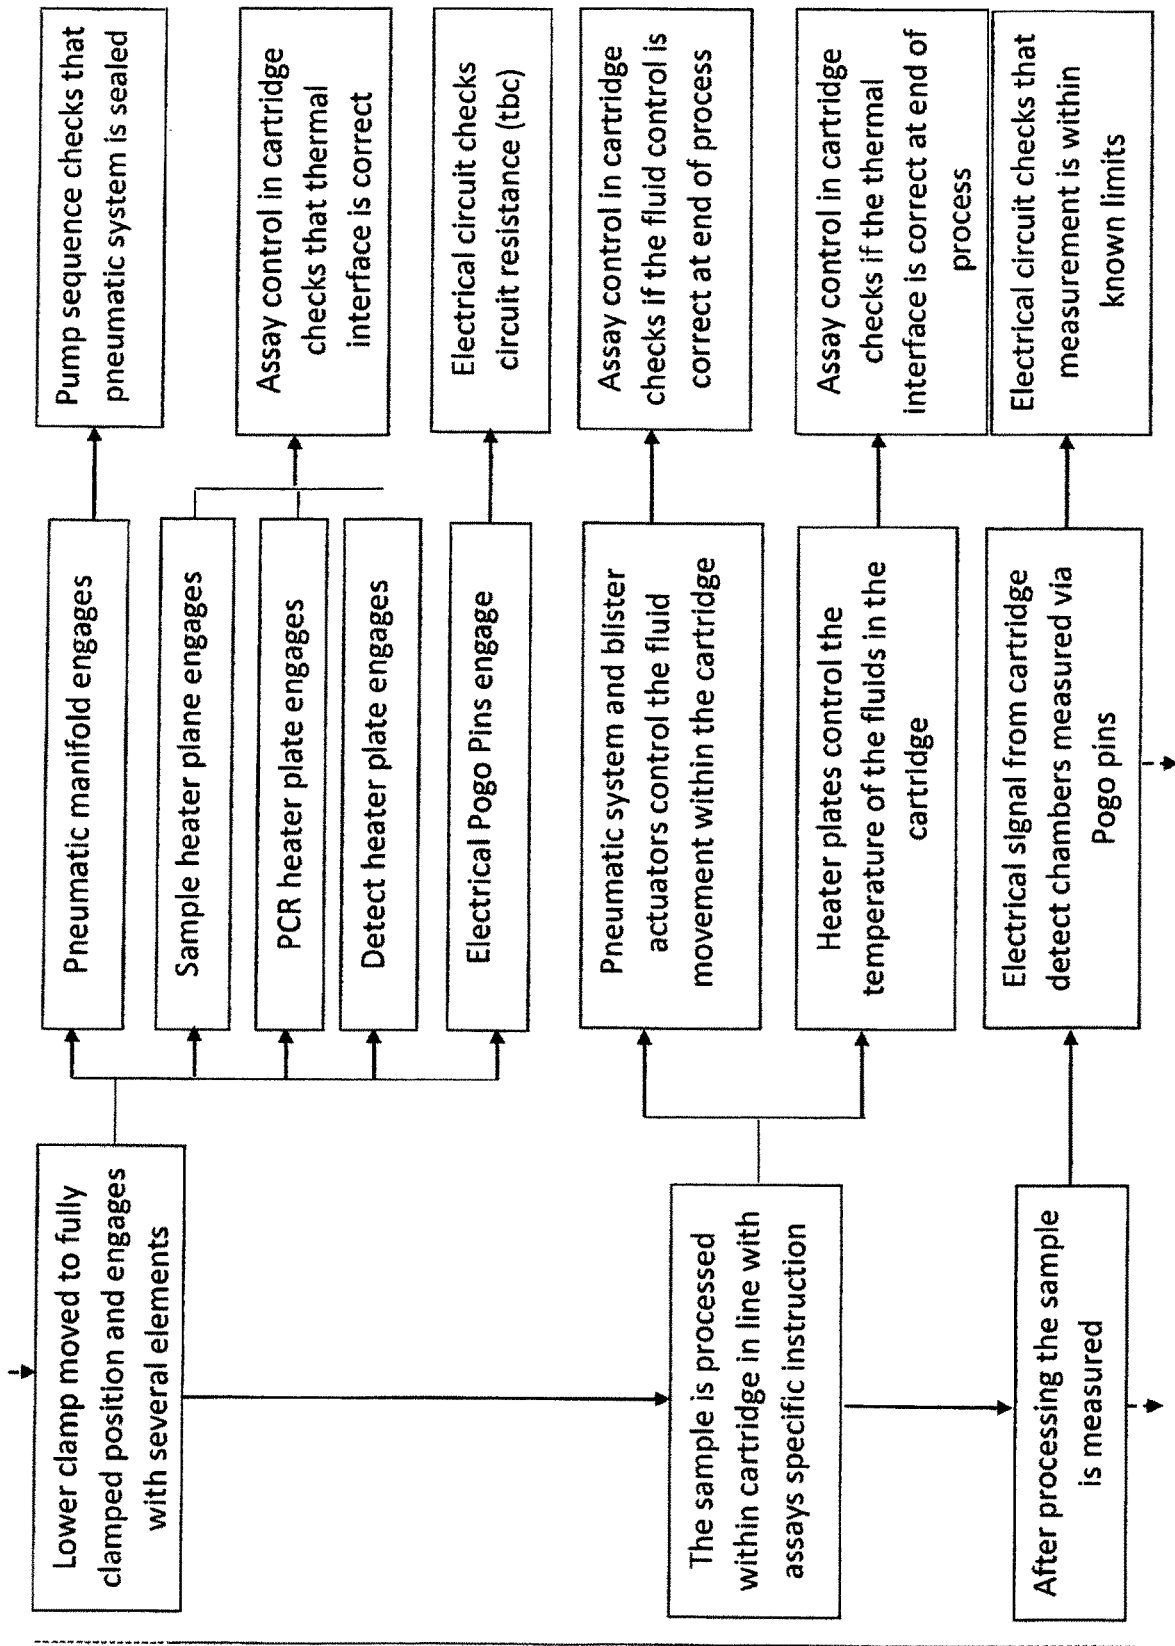 Lower clamp moved to fully
clamped position and engages
with several elements
Pneumatic manifold engages
Pump sequence checks that
pneumatic system is sealed
Sample heater plane engages
PCR heater plate engages
Detect heater plate engages
Assay control in cartridge
checks that thermal
interface is correct
Electrical Pogo Pins engage
Electrical circuit checks
circuit resistance (tbc)
The sample is processed
within cartridge in line with
assays specific instruction
Pneumatic system and blister
actuators control the fluid
movement within the cartridge
Assay control in cartridge
checks if the fluid control is
correct at end of process
Heater plates control the
temperature of the fluids in the
cartridge
Assay control in cartridge
checks if the thermal
interface is correct at end of
process
After processing the sample
is measured
Electrical signal from cartridge
detect chambers measured via
Pogo pins
Electrical circuit checks that
measurement is within
known limits